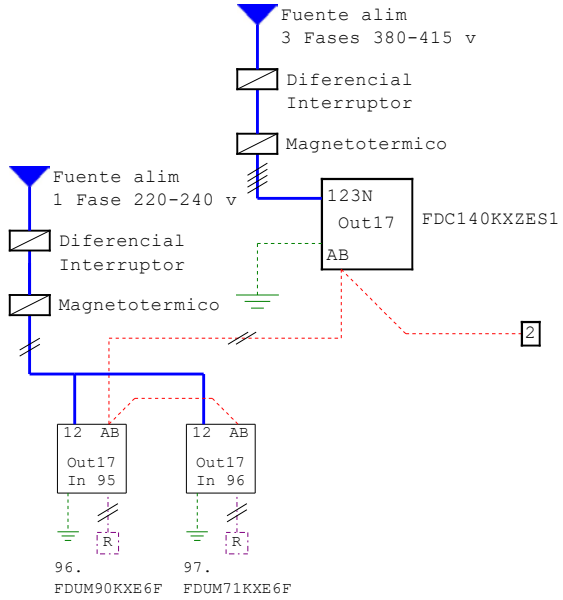 Fuente alim
3 Fases 380-415 v
Diferencial
Interruptor
Magnetotermico
Fuente alim
1 Fase 220-240 v
123N
Out17
AB
FDC140KXZES1
Diferencial
Interruptor
Magnetotermico
2
12 AB
Out17
In 95
12 AB
Out17
In 96
R
R
96.
FDUM90KXE6F
97.
FDUM71KXE6F